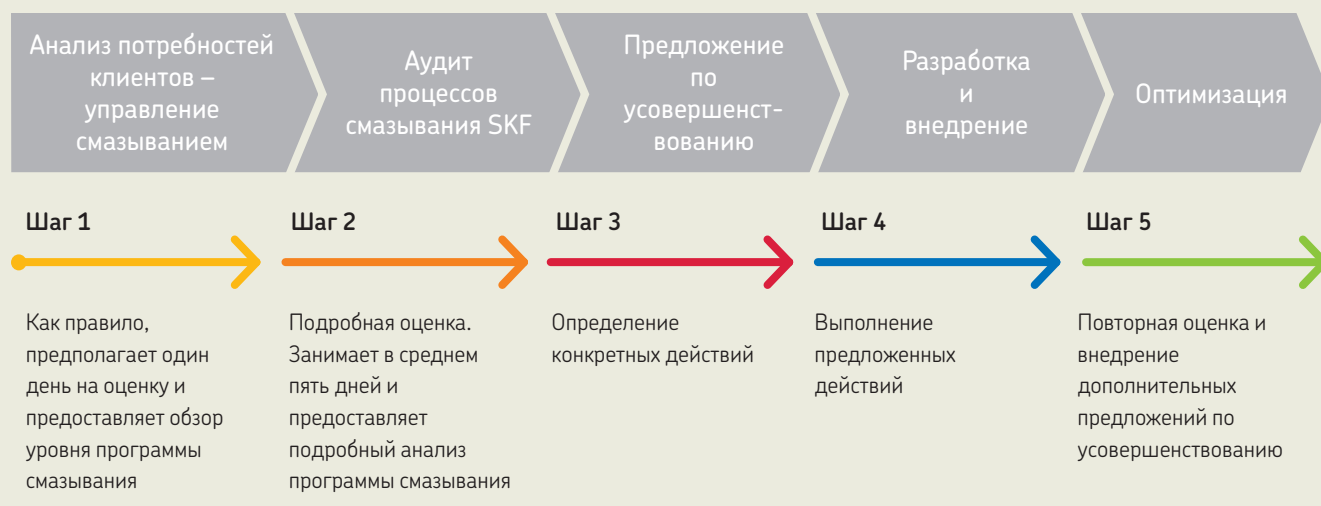 Анализ потребностей
клиентов –
управление
смазыванием
Аудит
процессов
смазывания SKF
Предложение
по
усовершенст-
вованию
Разработка
и
внедрение
Оптимизация
Шаг 1
Шаг 2
Шаг 3
Шаг 4
Шаг 5
Как правило,
предполагает один
день на оценку и
предоставляет обзор
уровня программы
смазывания
Подробная оценка.
Занимает в среднем
пять дней и
предоставляет
подробный анализ
программы смазывания
Определение
конкретных действий
Выполнение
предложенных
действий
Повторная оценка и
внедрение
дополнительных
предложений по
усовершенствованию